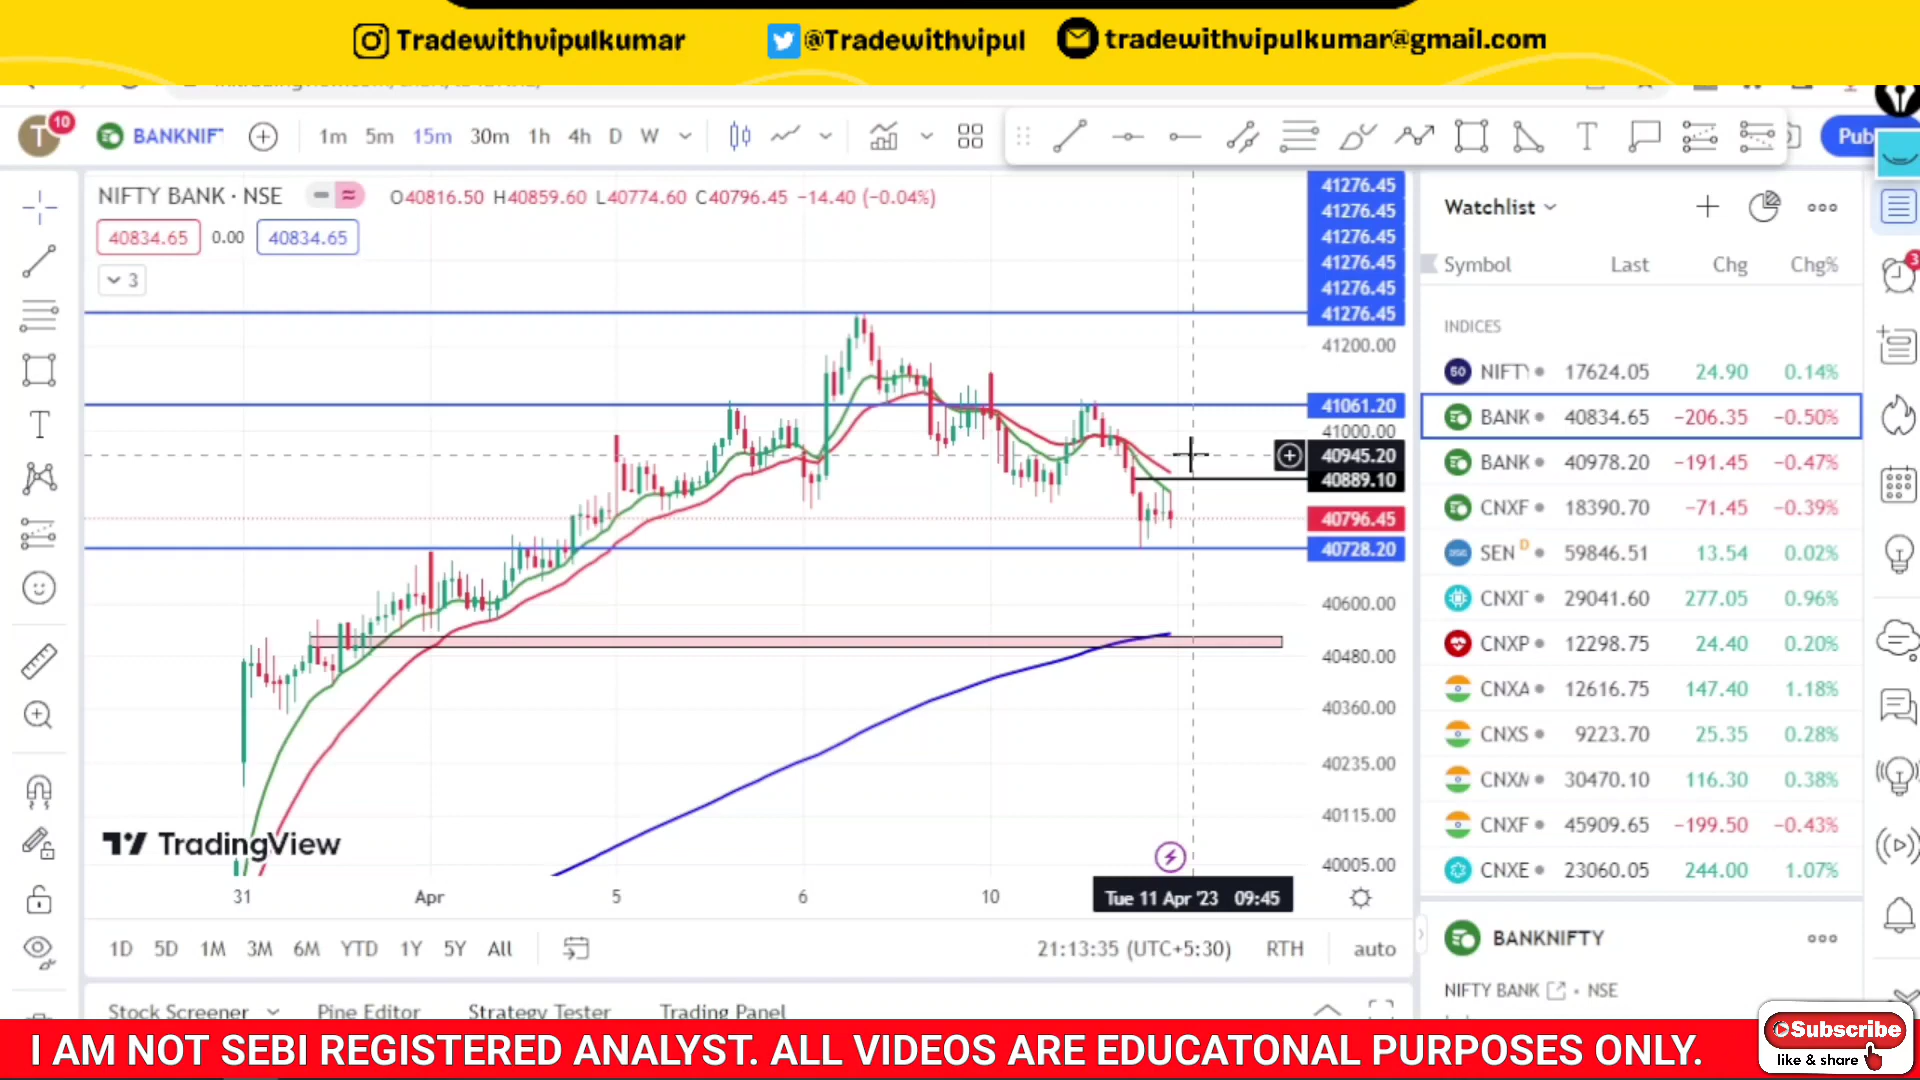 Tradewithvipulkumar @Tradewithvipul tradewithvipulkumar@gmail.com
T 10 BANKNIF 1m 5m 15m 30m 1h 4h D W T Pub
NIFTY BANK · NSE O40816.50 H40859.60 L40774.60 C40796.45 −14.40 (−0.04%)
40834.65 0.00 40834.65
3
41276.45
41276.45
41276.45
41276.45
41276.45
41276.45
41200.00
41061.20
41000.00
40945.20
40889.10
40796.45
40728.20
40600.00
40480.00
40360.00
40235.00
40115.00
40005.00
TradingView
31 Apr 5 6 10 Tue 11 Apr '23 09:45
1D 5D 1M 3M 6M YTD 1Y 5Y All 21:13:35 (UTC+5:30) RTH auto
Stock Screener Pine Editor Strategy Tester Trading Panel
Watchlist
Symbol Last Chg Chg%
3
INDICES
50 NIFTY 17624.05 24.90 0.14%
BANK 40834.65 −206.35 −0.50%
BANK 40978.20 −191.45 −0.47%
CNXF 18390.70 −71.45 −0.39%
SEN D 59846.51 13.54 0.02%
CNXI 29041.60 277.05 0.96%
CNXP 12298.75 24.40 0.20%
CNXA 12616.75 147.40 1.18%
CNXS 9223.70 25.35 0.28%
CNXM 30470.10 116.30 0.38%
CNXF 45909.65 −199.50 −0.43%
CNXE 23060.05 244.00 1.07%
BANKNIFTY
NIFTY BANK · NSE
I AM NOT SEBI REGISTERED ANALYST. ALL VIDEOS ARE EDUCATONAL PURPOSES ONLY.
Subscribe
like & share